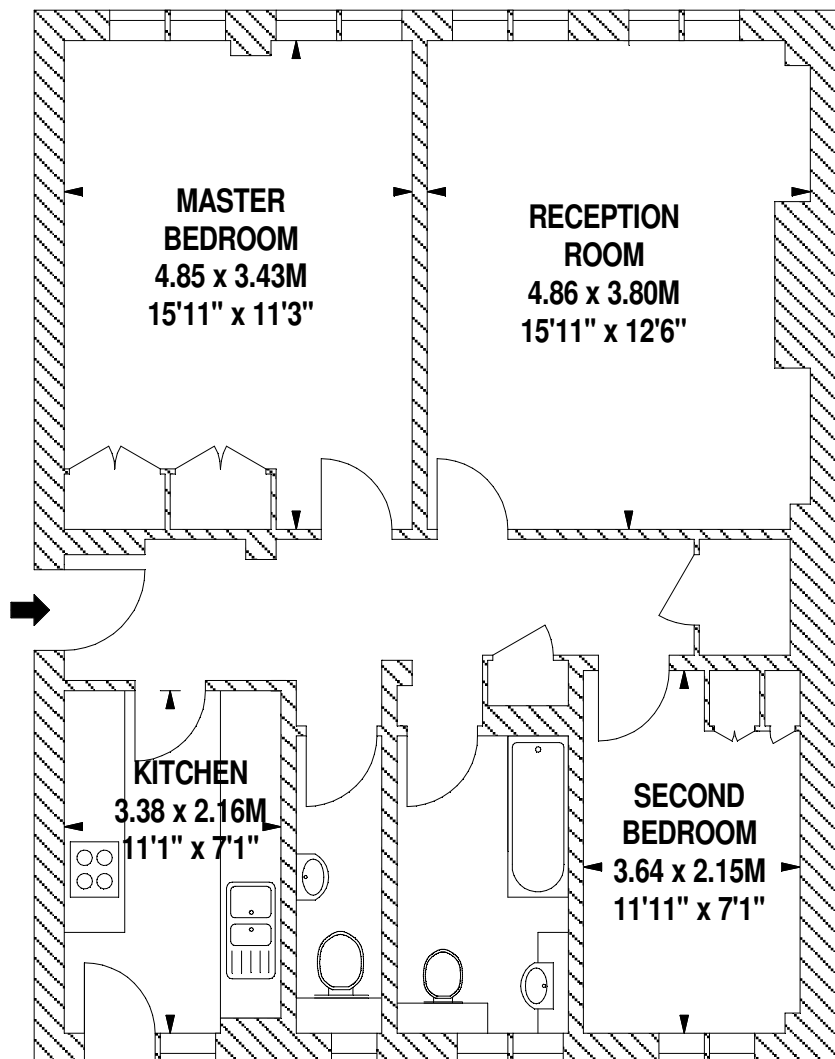 MASTER
BEDROOM
4.85 x 3.43M
15'11" x 11'3"
RECEPTION
ROOM
4.86 x 3.80M
15'11" x 12'6"
KITCHEN
3.38 x 2.16M
11'1" x 7'1"
SECOND
BEDROOM
3.64 x 2.15M
11'11" x 7'1"